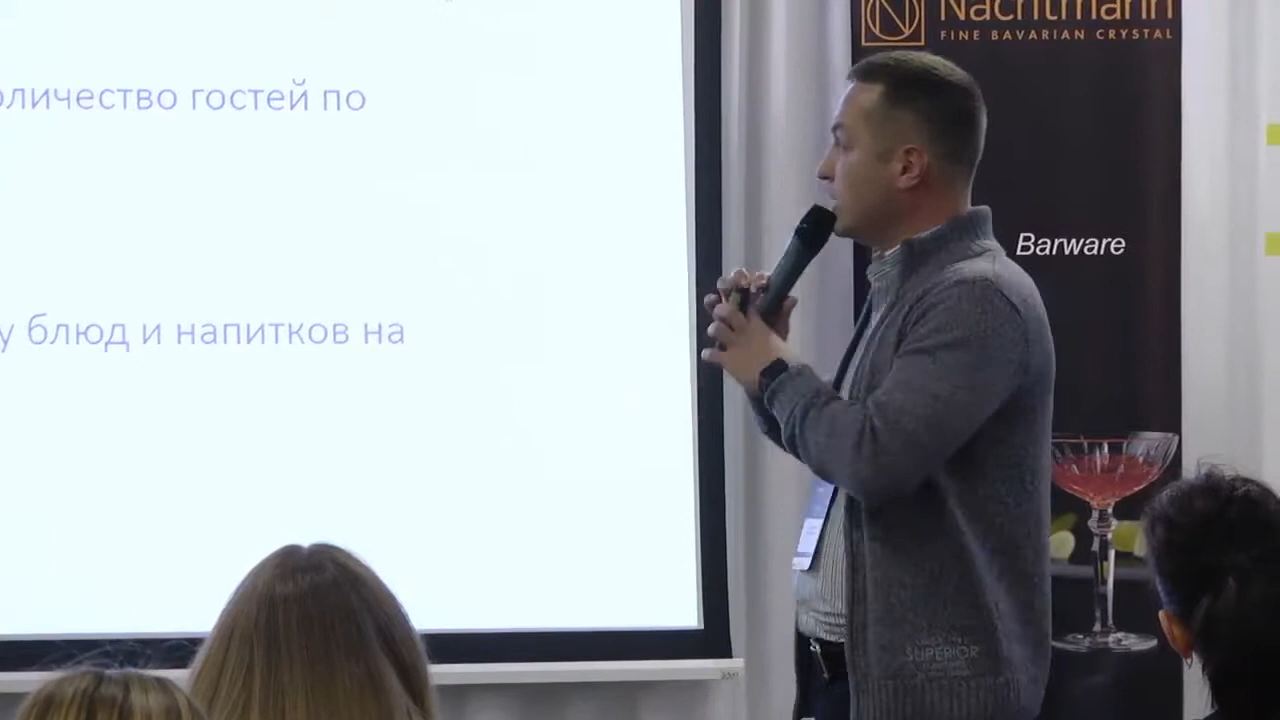 оличество гостей по
у блюд и напитков на
Nachtmann
FINE BAVARIAN CRYSTAL
Barware
SUPERIOR